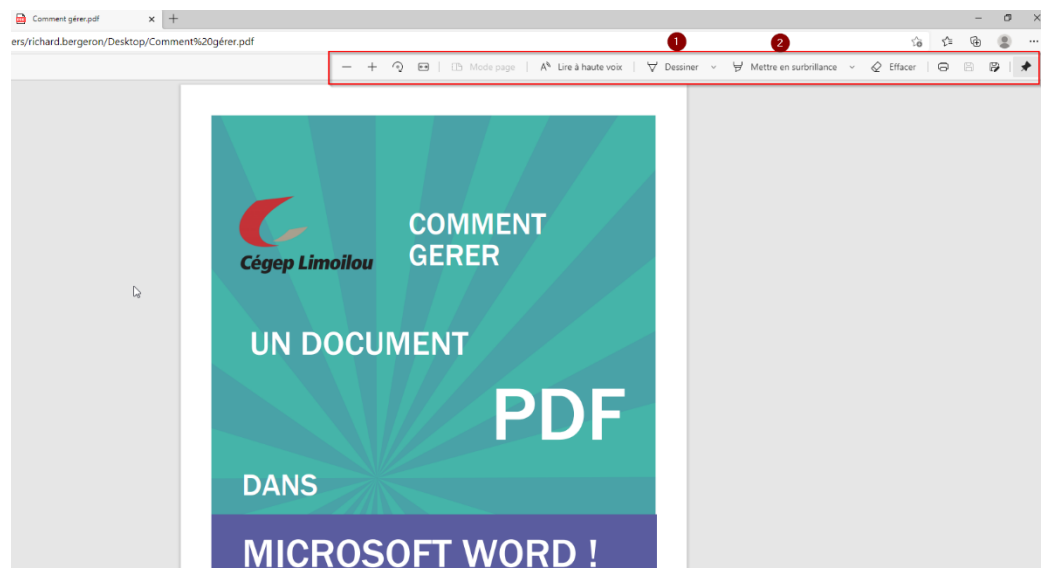 Comment gérer.pdf
ers/richard.bergeron/Desktop/Comment%20gérer.pdf
1 2
Mode page A Lire à haute voix Dessiner Mettre en surbrillance Effacer
Cégep Limoilou
COMMENT
GERER
UN DOCUMENT
PDF
DANS
MICROSOFT WORD !